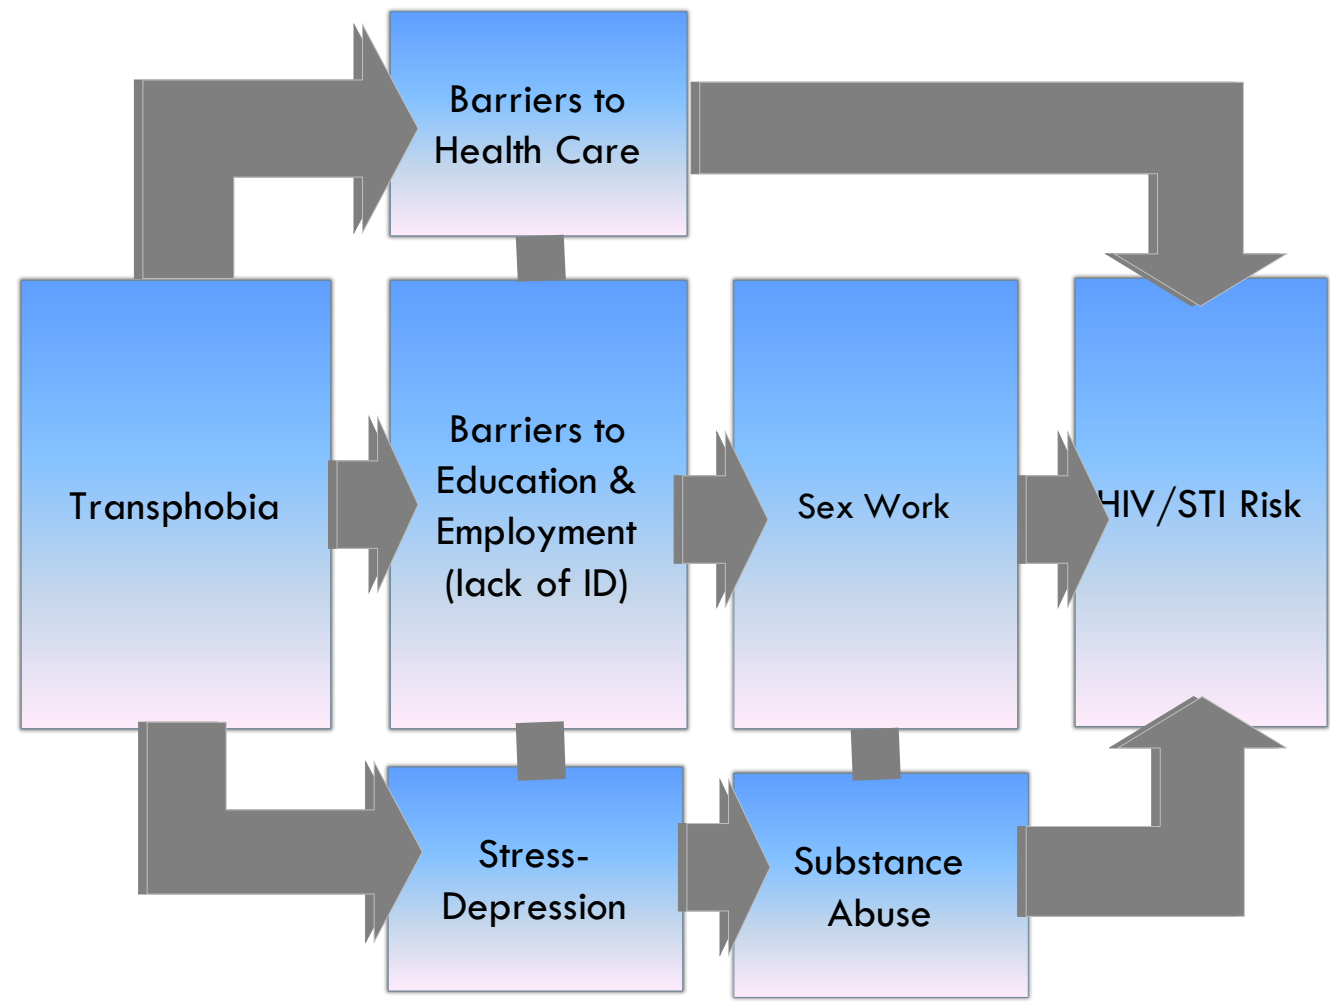 Barriers to
Health Care
Transphobia
Barriers to
Education &
Employment
(lack of ID)
Sex Work
HIV/STI Risk
Stress-
Depression
Substance
Abuse